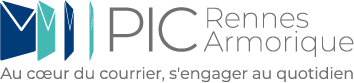 PIC Rennes
Armorique
Au cœur du courrier, s'engager au quotidien